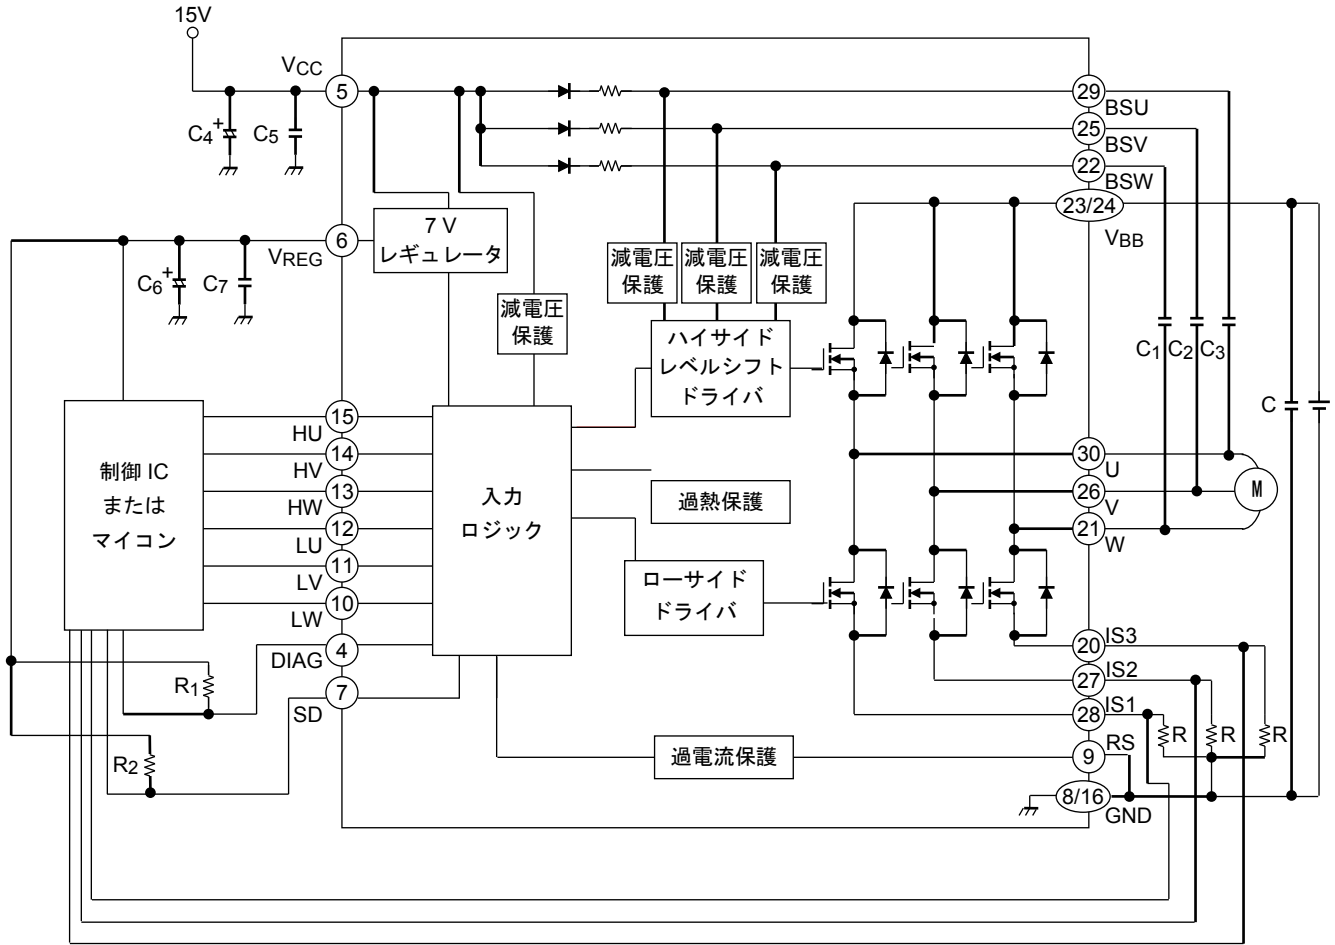 15V
VCC
5
29
BSU
C4
+
C5
25
BSV
22
BSW
23/24
VBB
7 V
レギュレータ
6
VREG
C6
+
C7
減電圧
保護
減電圧
保護
減電圧
保護
減電圧
保護
ハイサイド
レベルシフト
ドライバ
C1
C2
C3
C
制御 IC
または
マイコン
15
HU
14
HV
13
HW
12
LU
11
LV
10
LW
4
DIAG
7
SD
入力
ロジック
過熱保護
ローサイド
ドライバ
30
U
26
V
21
W
M
20
IS3
27
IS2
28
IS1
R
R
R
9
RS
8/16
GND
過電流保護
R1
R2